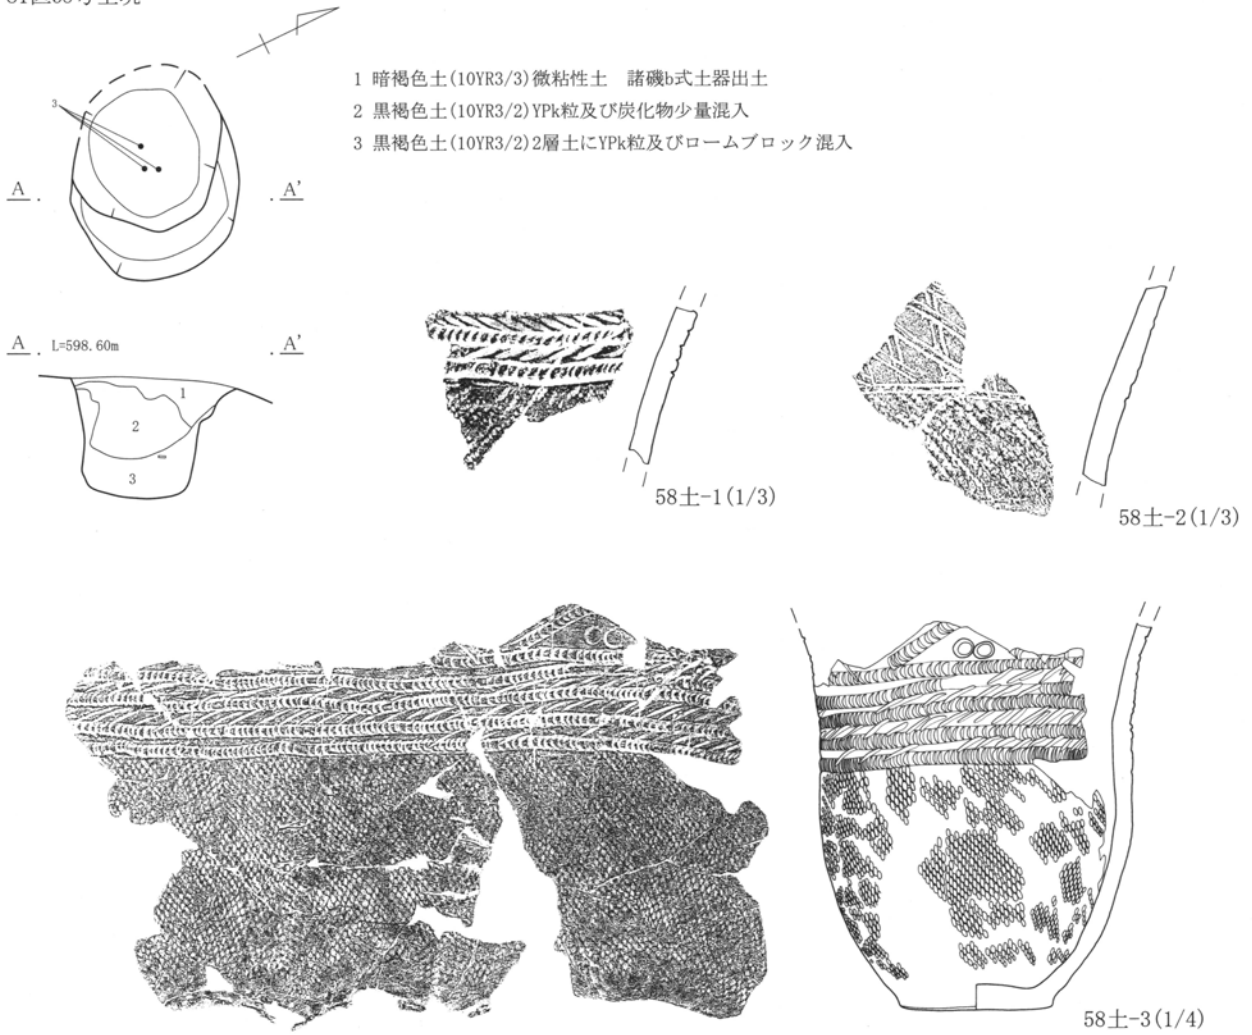 3
1 暗褐色土(10YR3/3)微粘性土　諸磯b式土器出土
2 黒褐色土(10YR3/2)YPk粒及び炭化物少量混入
3 黒褐色土(10YR3/2)2層土にYPk粒及びロームブロック混入
A . . A'
A . L=598.60m . A'
1
2
3
58土-1(1/3)
58土-2(1/3)
58土-3(1/4)